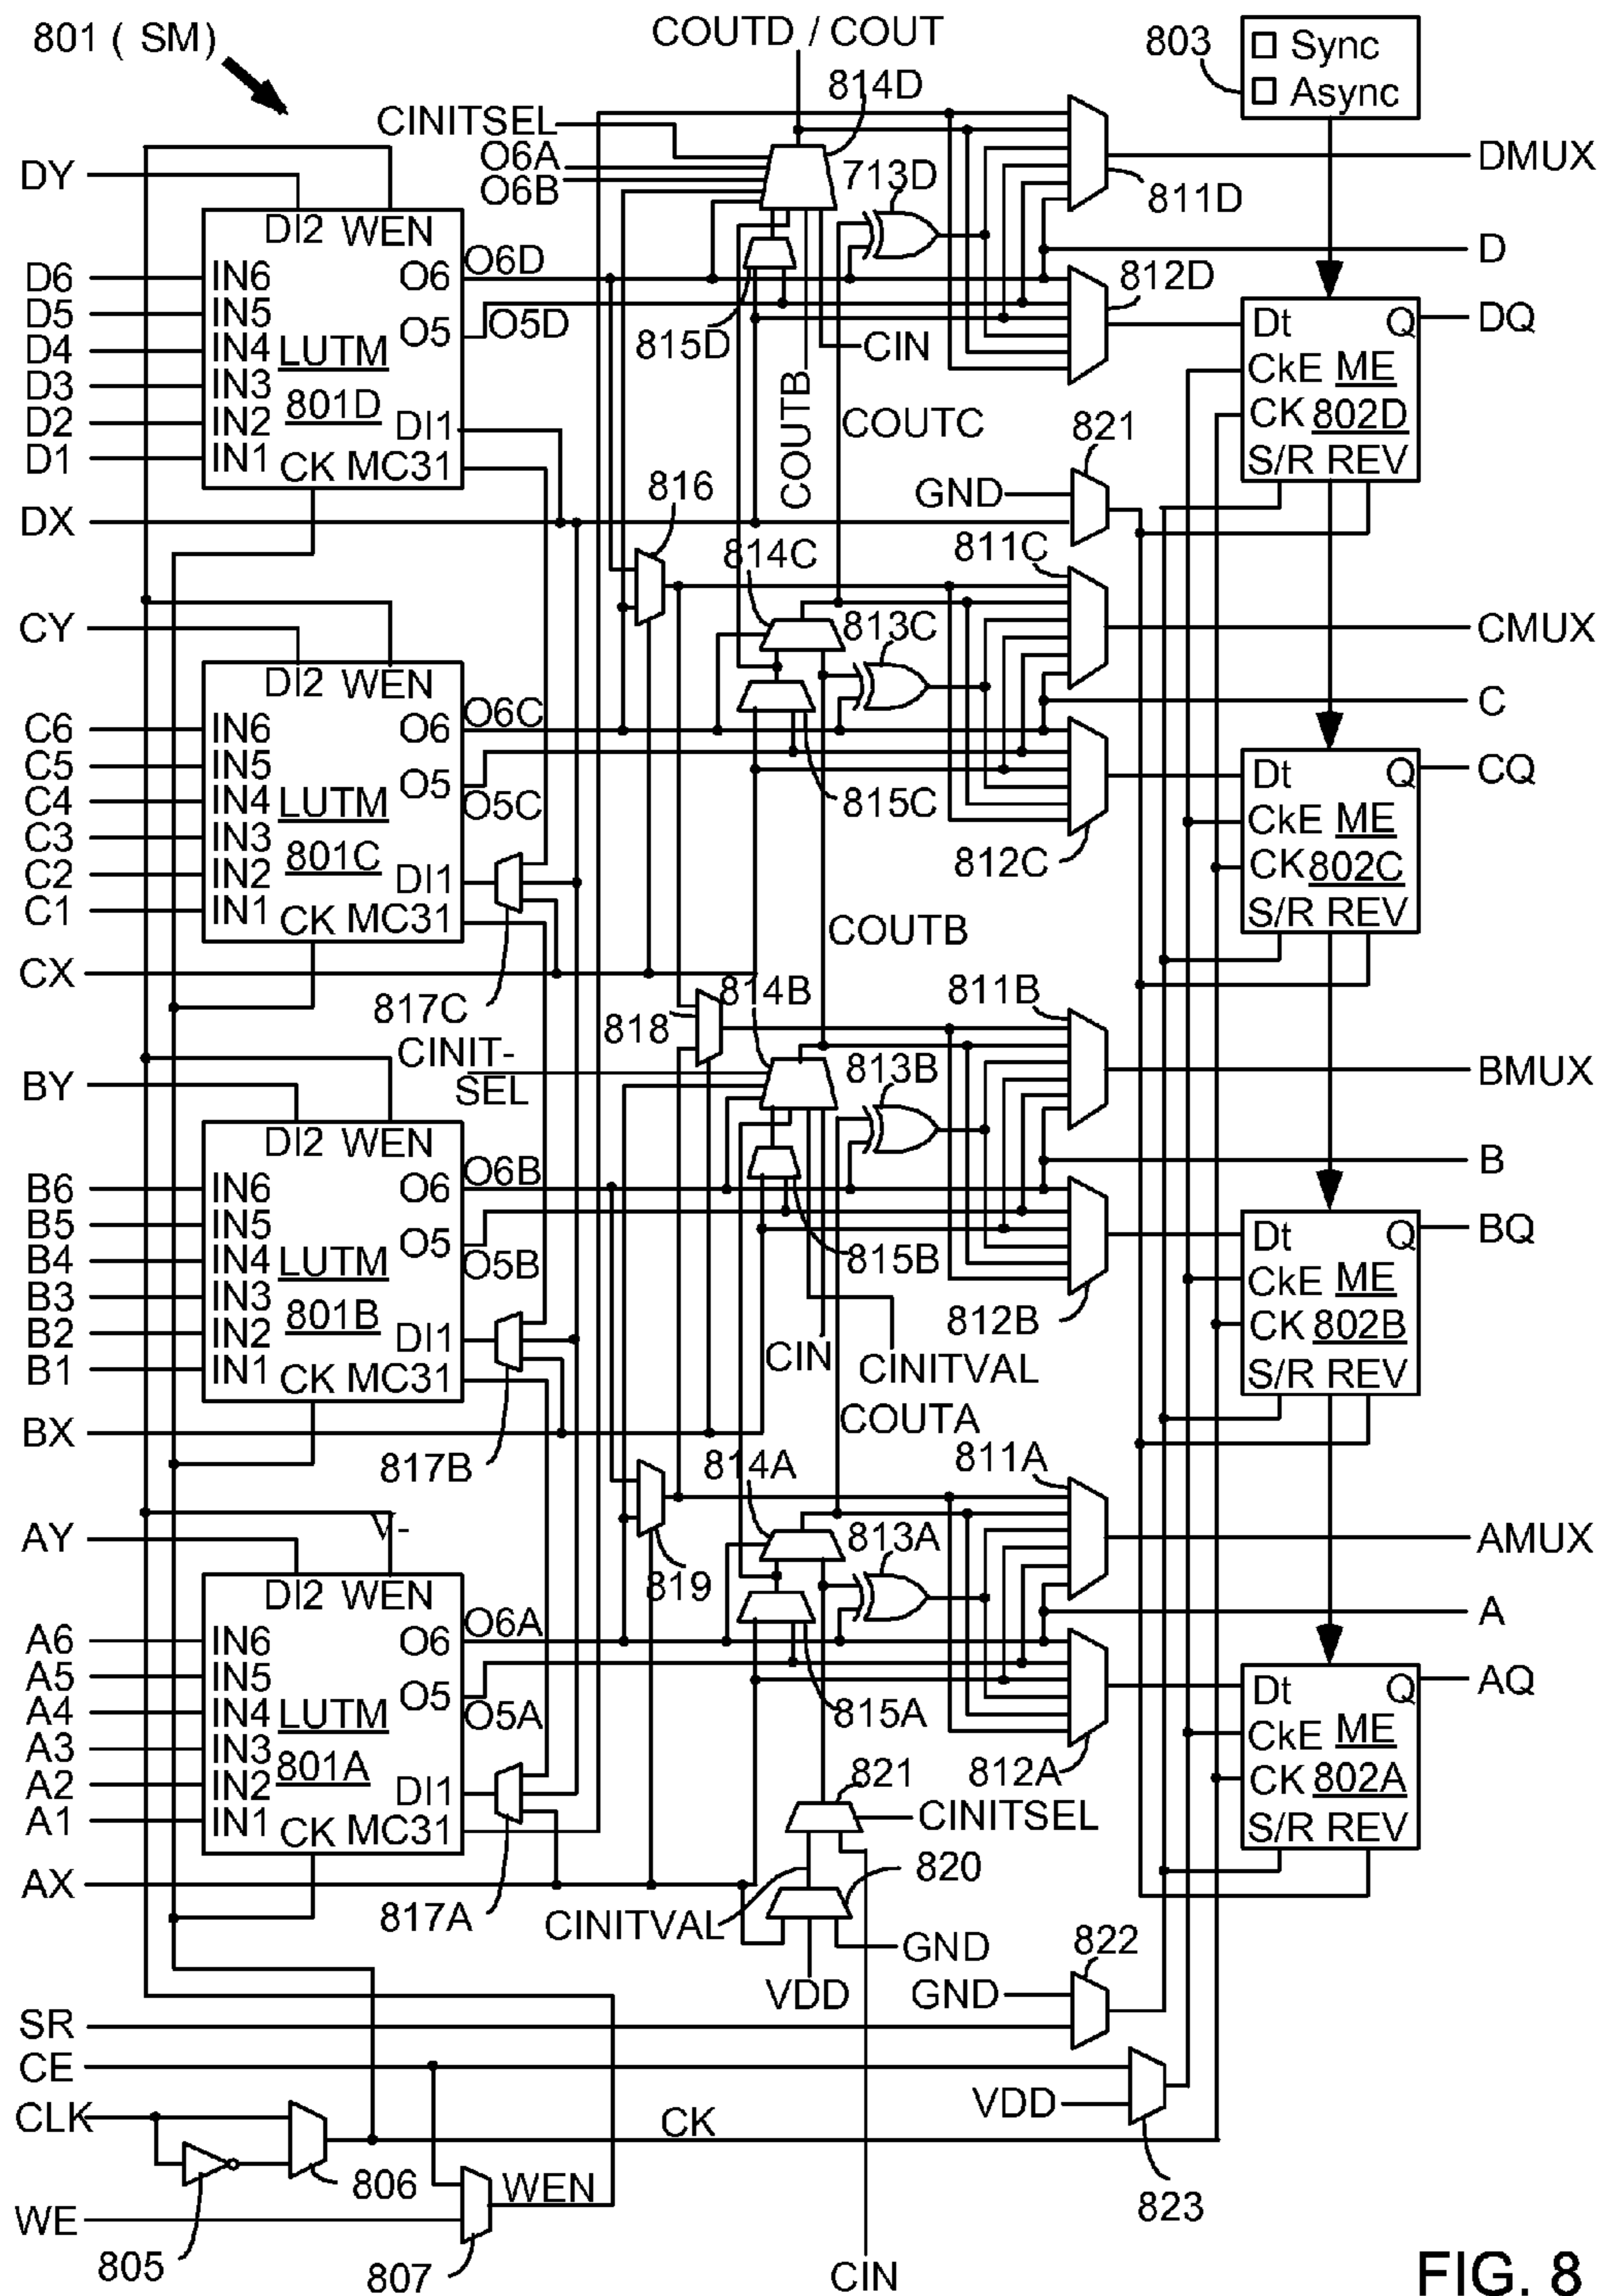 801 ( SM)
COUTD / COUT
803
Sync
Async
814D
CINITSEL
O6A
O6B
713D
DMUX
811D
DY
DI2 WEN
D6 IN6 O6 O6D
D5 IN5
D4 IN4 LUTM O5 O5D
D3 IN3
D2 IN2 801D DI1
D1 IN1 CK MC31
815D
CIN
COUTB
COUTC
812D
D
Dt Q DQ
CkE ME
CK 802D
S/R REV
821
GND
DX
816
814C
811C
CY
813C
CMUX
DI2 WEN
C6 IN6 O6 O6C
C5 IN5
C4 IN4 LUTM O5 O5C
C3 IN3
C2 IN2 801C DI1
C1 IN1 CK MC31
815C
812C
C
Dt Q CQ
CkE ME
CK 802C
S/R REV
COUTB
CX
817C
814B
818
811B
CINIT-
SEL
BY
813B
BMUX
DI2 WEN
B6 IN6 O6 O6B
B5 IN5
B4 IN4 LUTM O5 O5B
B3 IN3
B2 IN2 801B DI1
B1 IN1 CK MC31
815B
812B
CIN
CINITVAL
B
Dt Q BQ
CkE ME
CK 802B
S/R REV
COUTA
BX
817B
814A
811A
AY
819
813A
AMUX
DI2 WEN
A6 IN6 O6 O6A
A5 IN5
A4 IN4 LUTM O5 O5A
A3 IN3
A2 IN2 801A DI1
A1 IN1 CK MC31
815A
812A
A
Dt Q AQ
CkE ME
CK 802A
S/R REV
821
CINITSEL
820
AX
817A
CINITVAL
GND
VDD
822
GND
SR
CE
VDD
CLK
CK
806
WEN
823
WE
805
807
CIN
FIG. 8